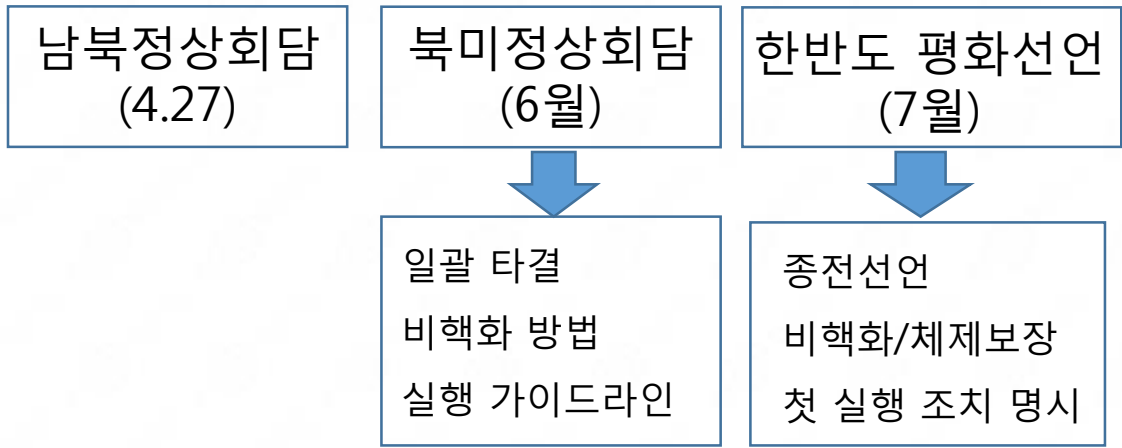 남북정상회담
(4.27)
북미정상회담
(6월)
한반도 평화선언
(7월)
일괄 타결
비핵화 방법
실행 가이드라인
종전선언
비핵화/체제보장
첫 실행 조치 명시